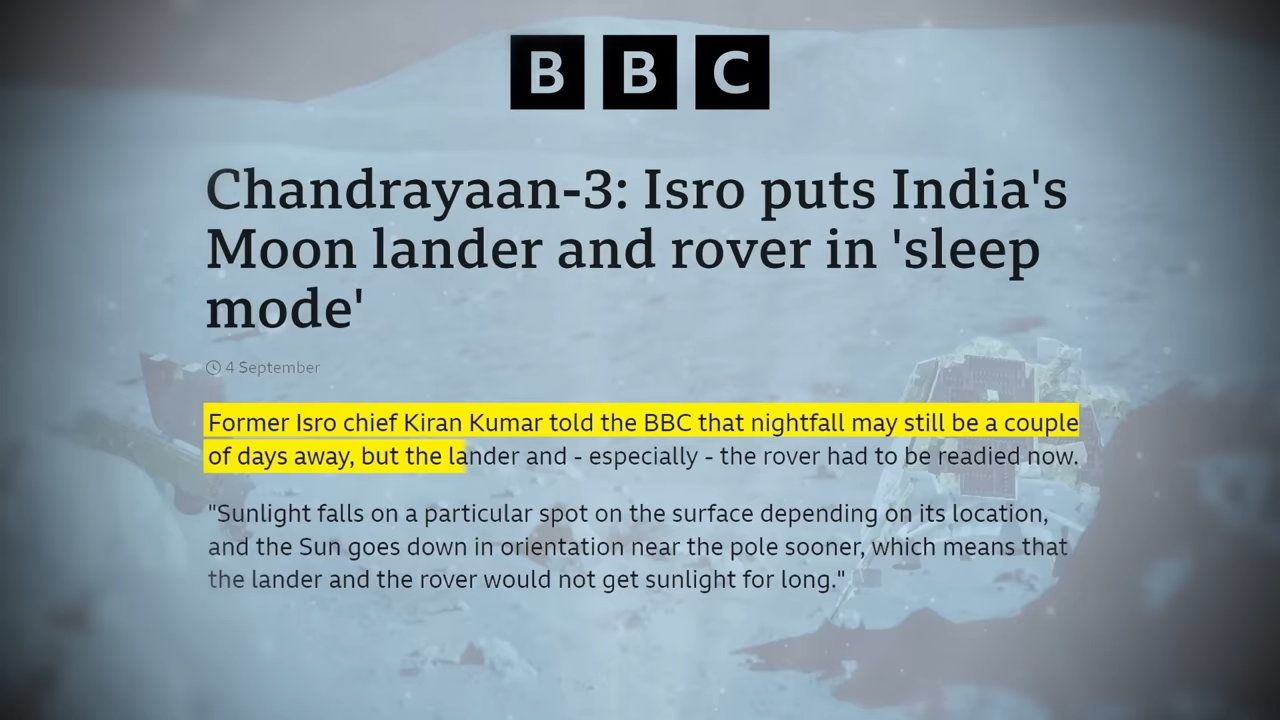 BBC
Chandrayaan-3: Isro puts India's
Moon lander and rover in 'sleep
mode'
4 September
Former Isro chief Kiran Kumar told the BBC that nightfall may still be a couple
of days away, but the lander and - especially - the rover had to be readied now.
"Sunlight falls on a particular spot on the surface depending on its location,
and the Sun goes down in orientation near the pole sooner, which means that
the lander and the rover would not get sunlight for long."